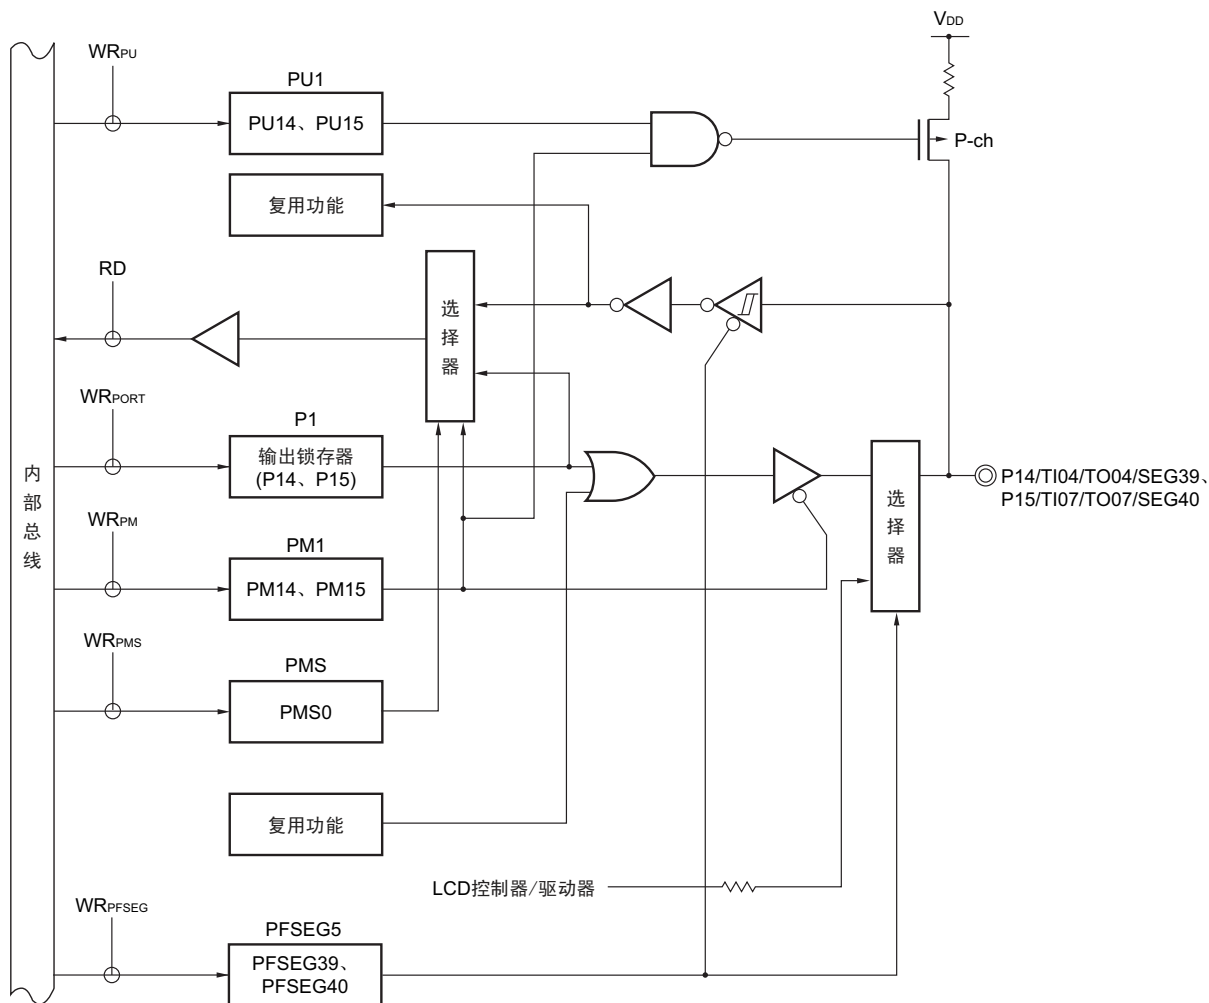 VDD
WRPU
PU1
PU14、PU15
P-ch
复用功能
RD
选择器
WRPORT
P1
输出锁存器
(P14、P15)
内部总线
选择器
P14/TI04/TO04/SEG39、
P15/TI07/TO07/SEG40
WRPM
PM1
PM14、PM15
WRPMS
PMS
PMS0
复用功能
LCD控制器/驱动器
WRPFSEG
PFSEG5
PFSEG39、
PFSEG40